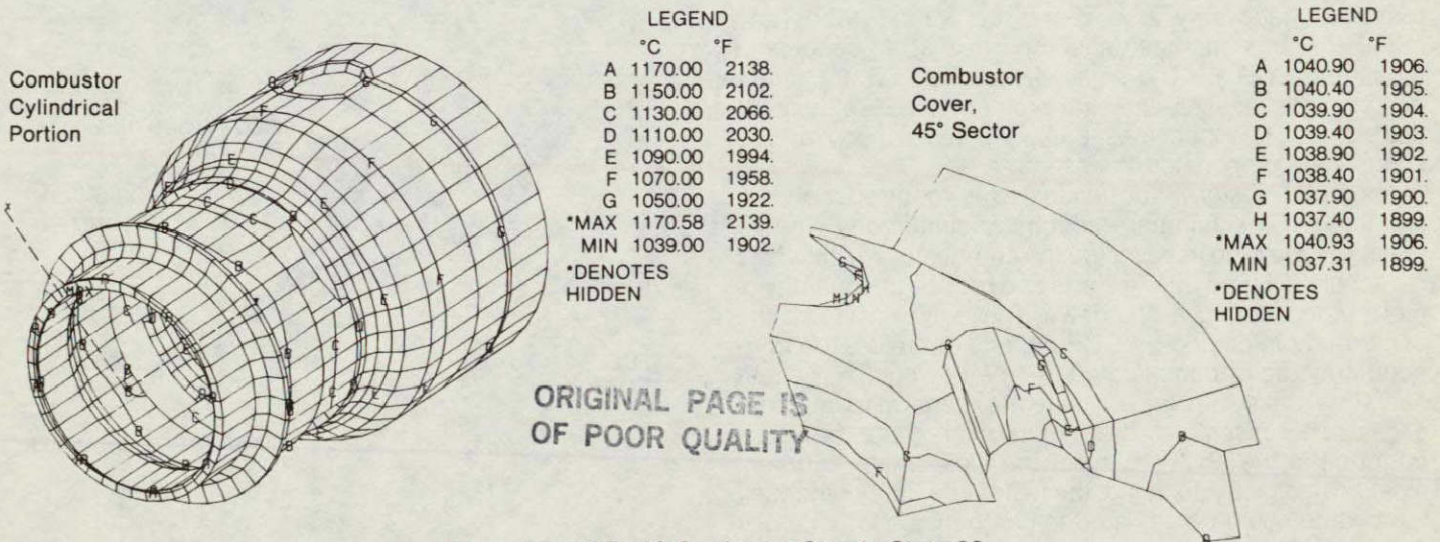 Combustor
Cylindrical
Portion
LEGEND
°C °F
A 1170.00 2138.
B 1150.00 2102.
C 1130.00 2066.
D 1110.00 2030.
E 1090.00 1994.
F 1070.00 1958.
G 1050.00 1922.
*MAX 1170.58 2139.
MIN 1039.00 1902.
*DENOTES
HIDDEN
Combustor
Cover,
45° Sector
LEGEND
°C °F
A 1040.90 1906.
B 1040.40 1905.
C 1039.90 1904.
D 1039.40 1903.
E 1038.90 1902.
F 1038.40 1901.
G 1037.90 1900.
H 1037.40 1899.
*MAX 1040.93 1906.
MIN 1037.31 1899.
*DENOTES
HIDDEN
MIN
MAX
ORIGINAL PAGE IS
OF POOR QUALITY